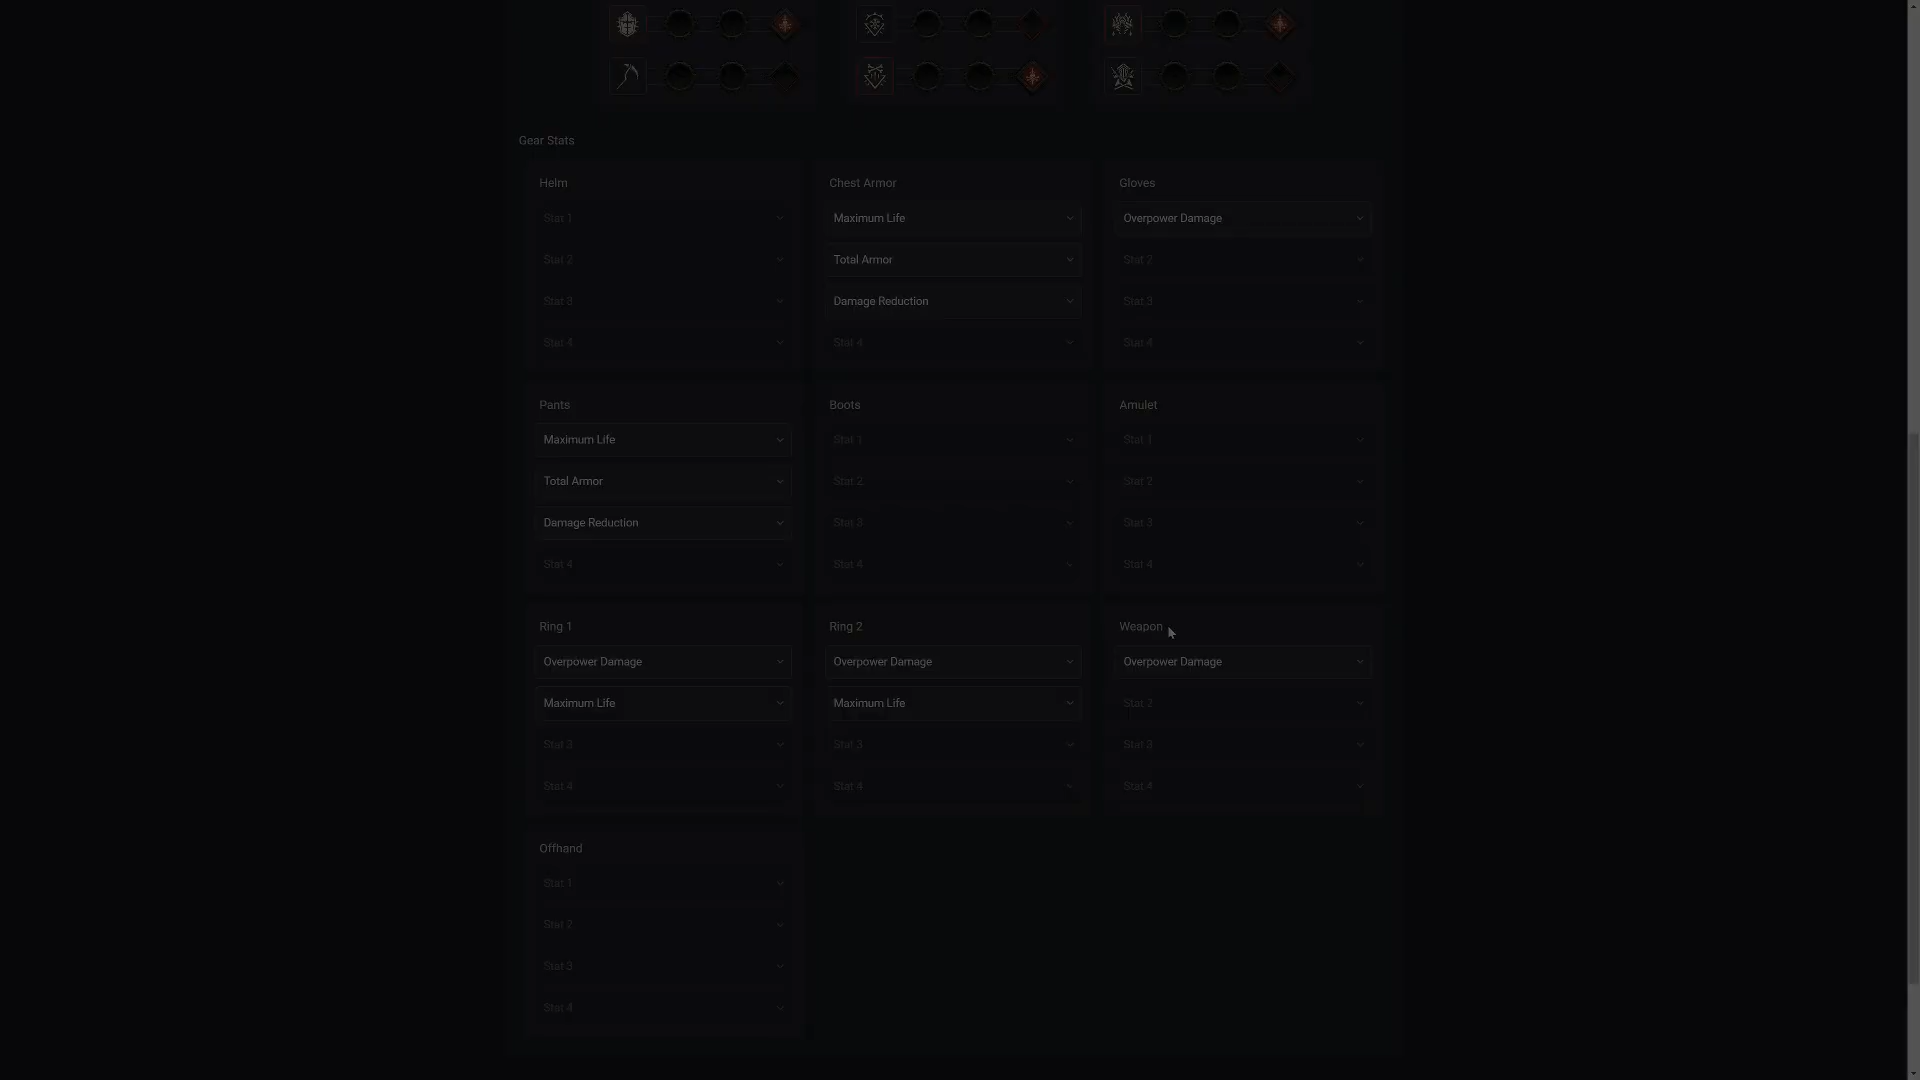 Gear Stats
Helm
Stat 1
Stat 2
Stat 3
Stat 4
Chest Armor
Maximum Life
Total Armor
Damage Reduction
Stat 4
Gloves
Overpower Damage
Stat 2
Stat 3
Stat 4
Pants
Maximum Life
Total Armor
Damage Reduction
Stat 4
Boots
Stat 1
Stat 2
Stat 3
Stat 4
Amulet
Stat 1
Stat 2
Stat 3
Stat 4
Ring 1
Overpower Damage
Maximum Life
Stat 3
Stat 4
Ring 2
Overpower Damage
Maximum Life
Stat 3
Stat 4
Weapon
Overpower Damage
Stat 2
Stat 3
Stat 4
Offhand
Stat 1
Stat 2
Stat 3
Stat 4